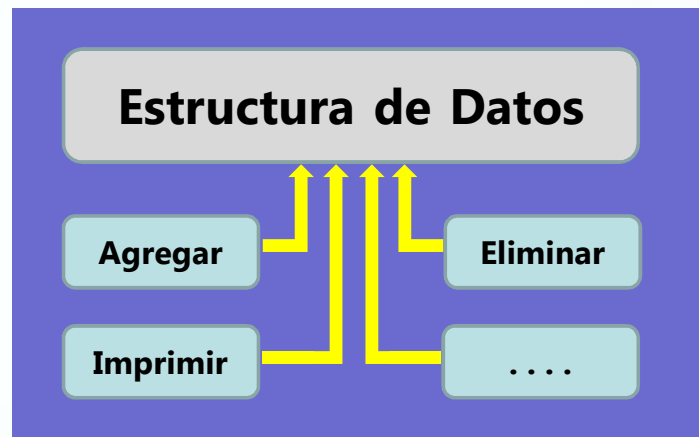 Estructura de Datos
Agregar
Eliminar
Imprimir
. . . .